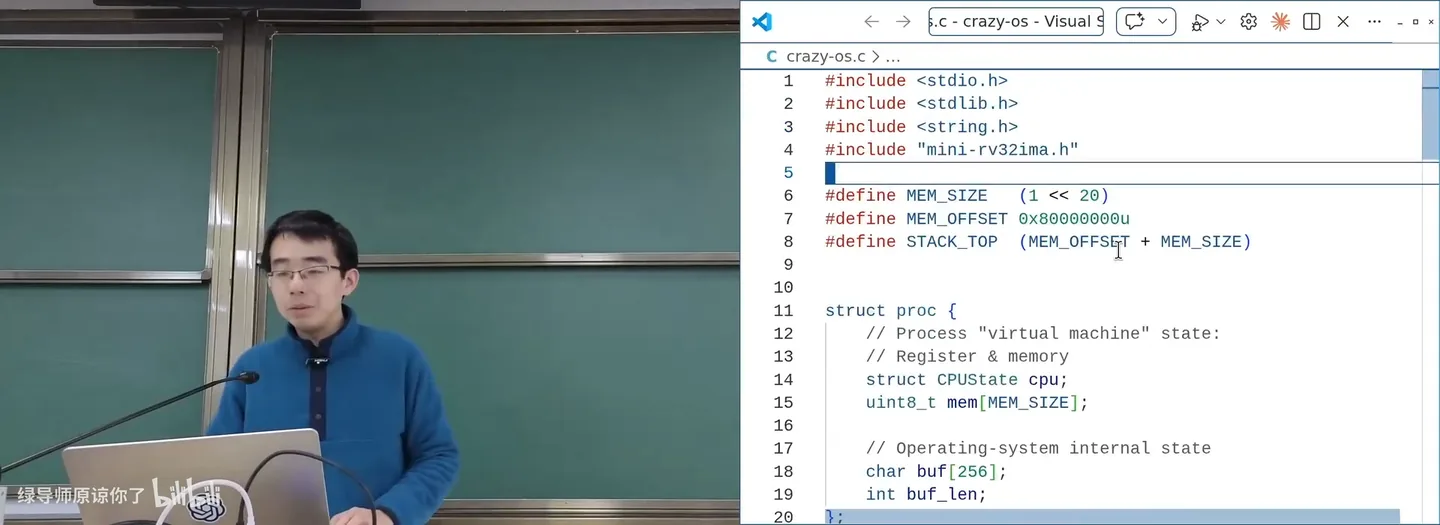 绿导师原谅你了 bilibili
s.c - crazy-os - Visual S
C crazy-os.c > ...
1 #include <stdio.h>
2 #include <stdlib.h>
3 #include <string.h>
4 #include "mini-rv32ima.h"
5
6 #define MEM_SIZE   (1 << 20)
7 #define MEM_OFFSET 0x80000000u
8 #define STACK_TOP  (MEM_OFFSET + MEM_SIZE)
9
10
11 struct proc {
12     // Process "virtual machine" state:
13     // Register & memory
14     struct CPUState cpu;
15     uint8_t mem[MEM_SIZE];
16
17     // Operating-system internal state
18     char buf[256];
19     int buf_len;
20 };